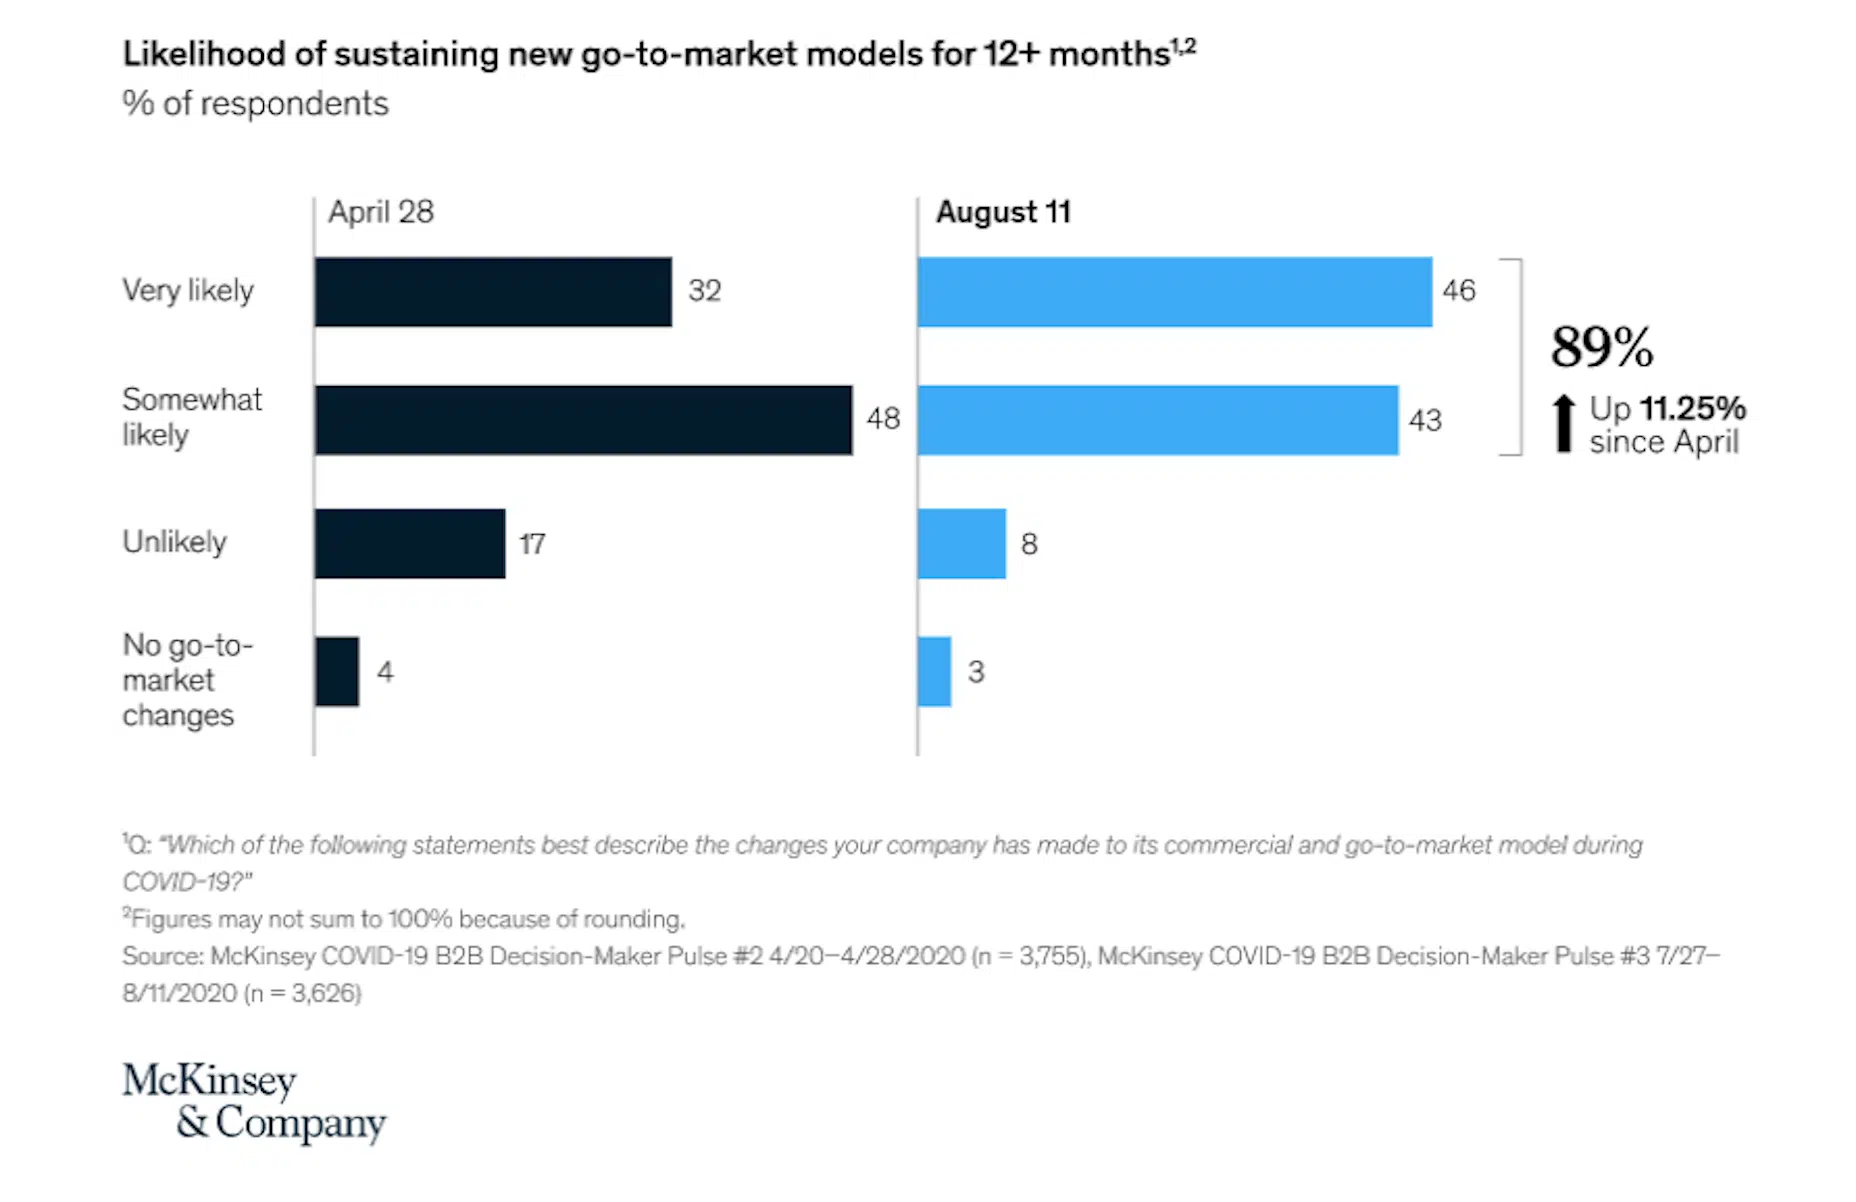 Likelihood of sustaining new go-to-market models for 12+ months¹,²
% of respondents
April 28
August 11
Very likely
32
46
Somewhat
likely
48
43
89%
Up 11.25%
since April
Unlikely
17
8
No go-to-
market
changes
4
3
¹Q: “Which of the following statements best describe the changes your company has made to its commercial and go-to-market model during
COVID-19?”
²Figures may not sum to 100% because of rounding.
Source: McKinsey COVID-19 B2B Decision-Maker Pulse #2 4/20–4/28/2020 (n = 3,755), McKinsey COVID-19 B2B Decision-Maker Pulse #3 7/27–
8/11/2020 (n = 3,626)
McKinsey
& Company